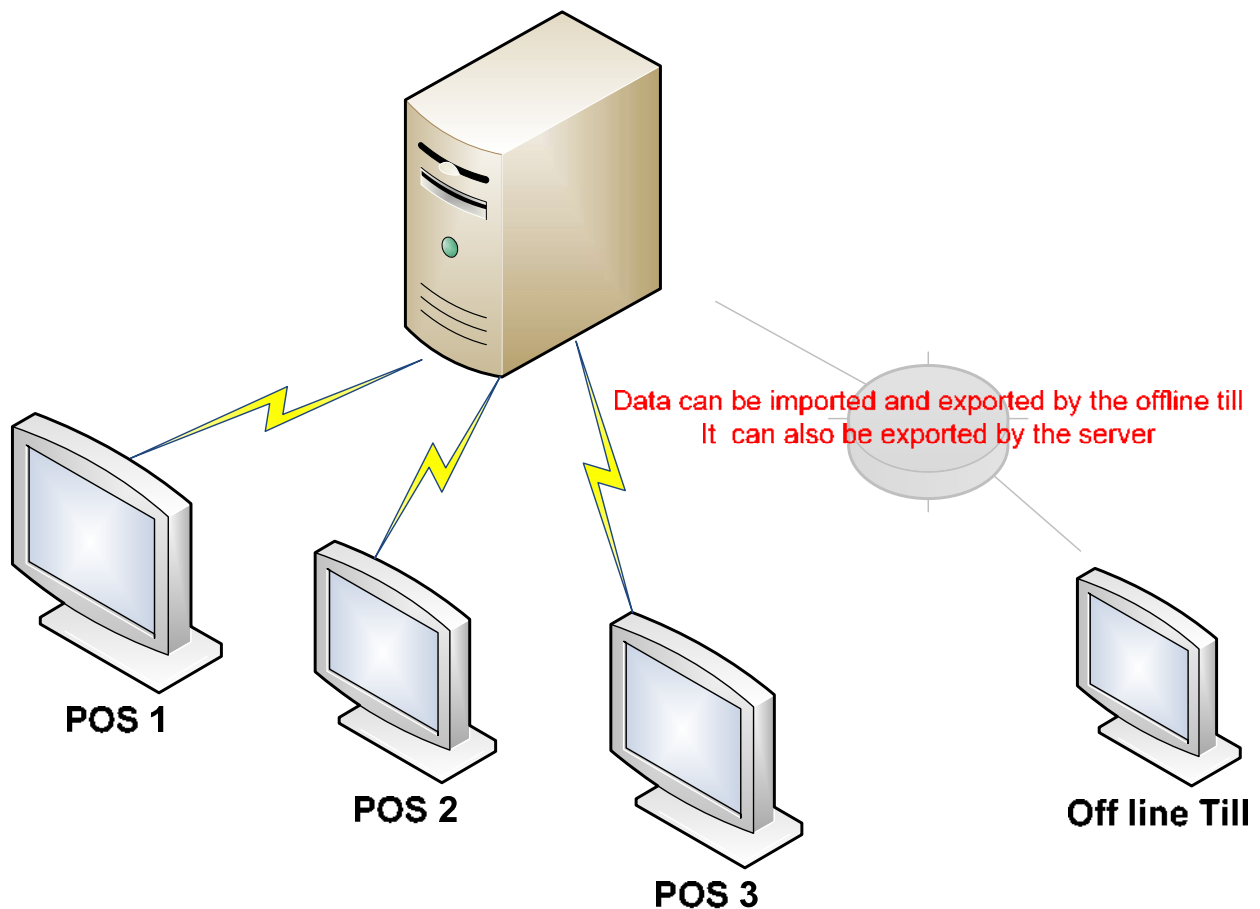 Data can be imported and exported by the offline till
It can also be exported by the server
POS 1
POS 2
POS 3
Off line Till